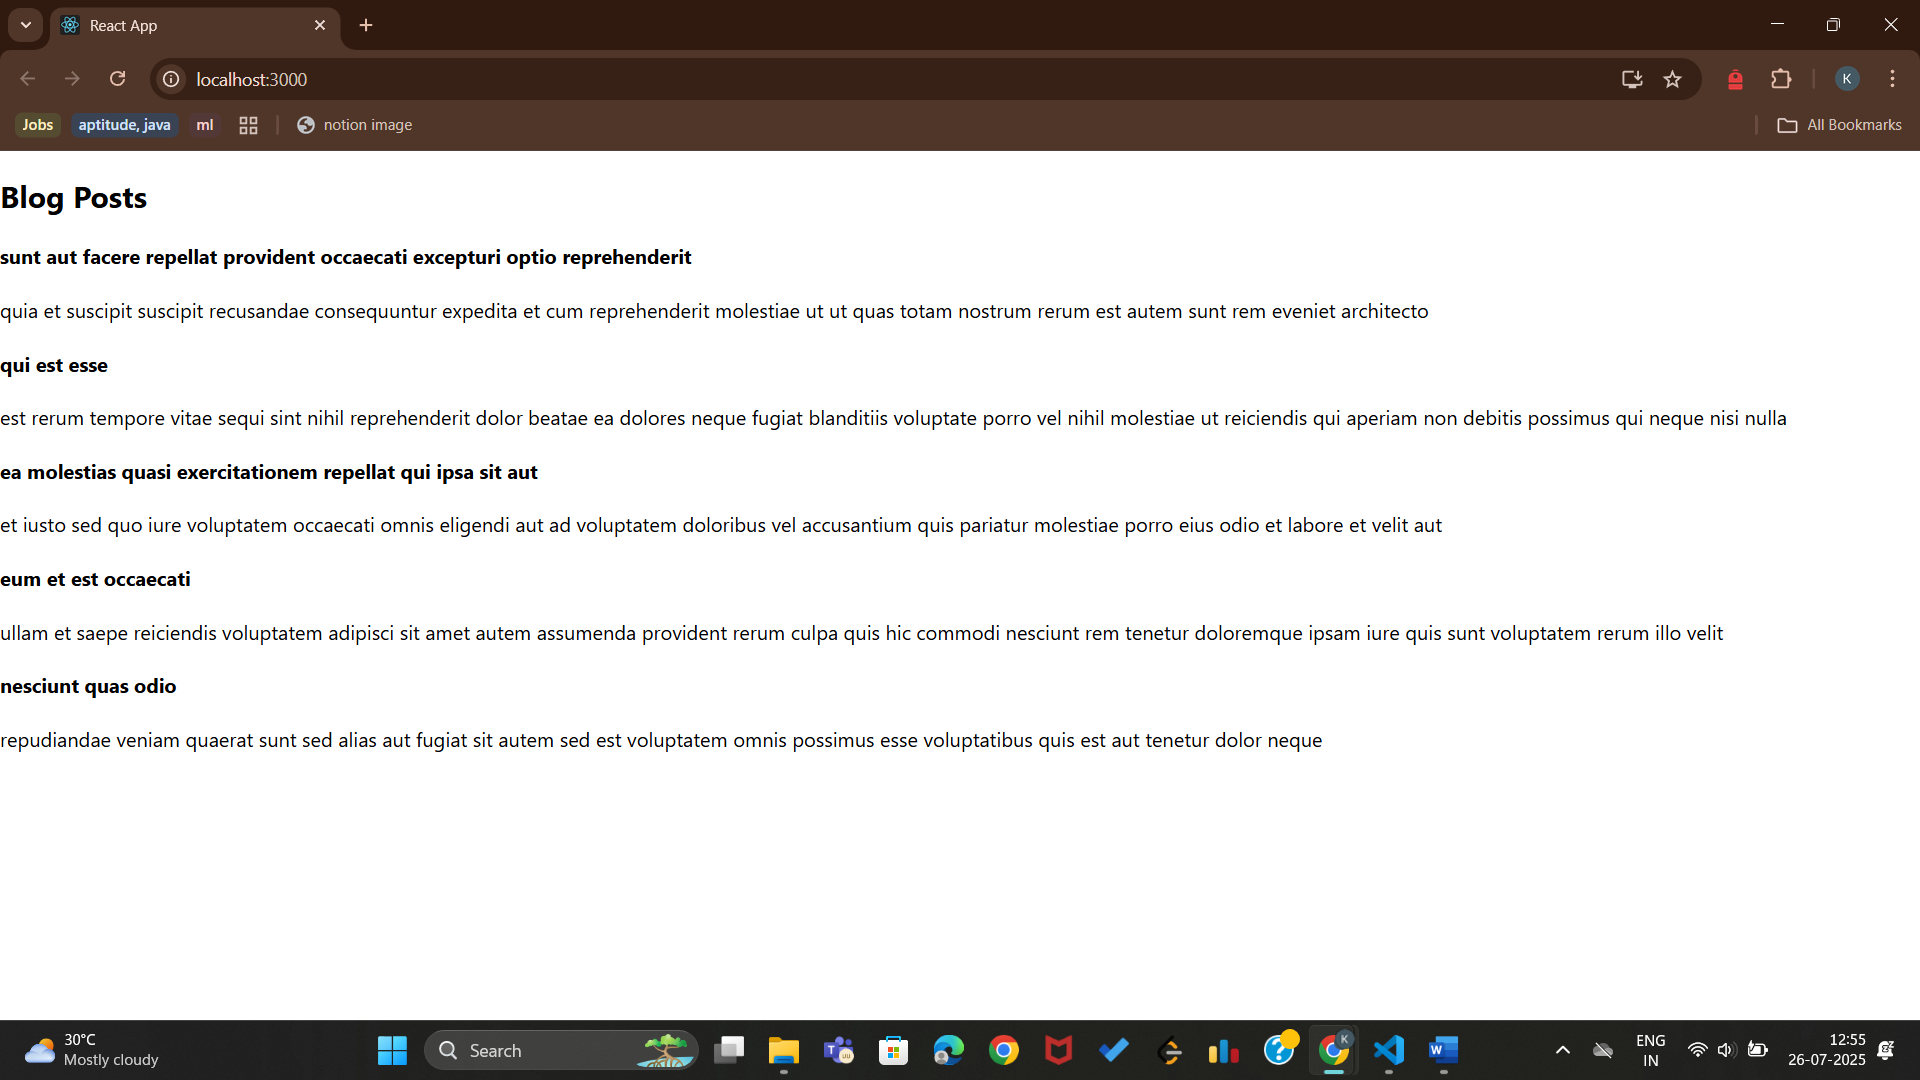 React App
localhost:3000
K
Jobs
aptitude, java
ml
notion image
All Bookmarks
Blog Posts
sunt aut facere repellat provident occaecati excepturi optio reprehenderit
quia et suscipit suscipit recusandae consequuntur expedita et cum reprehenderit molestiae ut ut quas totam nostrum rerum est autem sunt rem eveniet architecto
qui est esse
est rerum tempore vitae sequi sint nihil reprehenderit dolor beatae ea dolores neque fugiat blanditiis voluptate porro vel nihil molestiae ut reiciendis qui aperiam non debitis possimus qui neque nisi nulla
ea molestias quasi exercitationem repellat qui ipsa sit aut
et iusto sed quo iure voluptatem occaecati omnis eligendi aut ad voluptatem doloribus vel accusantium quis pariatur molestiae porro eius odio et labore et velit aut
eum et est occaecati
ullam et saepe reiciendis voluptatem adipisci sit amet autem assumenda provident rerum culpa quis hic commodi nesciunt rem tenetur doloremque ipsam iure quis sunt voluptatem rerum illo velit
nesciunt quas odio
repudiandae veniam quaerat sunt sed alias aut fugiat sit autem sed est voluptatem omnis possimus esse voluptatibus quis est aut tenetur dolor neque
30°C
Mostly cloudy
Search
ENG
IN
12:55
26-07-2025